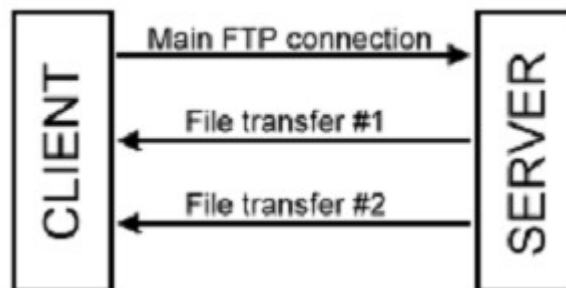 CLIENT
Main FTP connection
File transfer #1
File transfer #2
SERVER